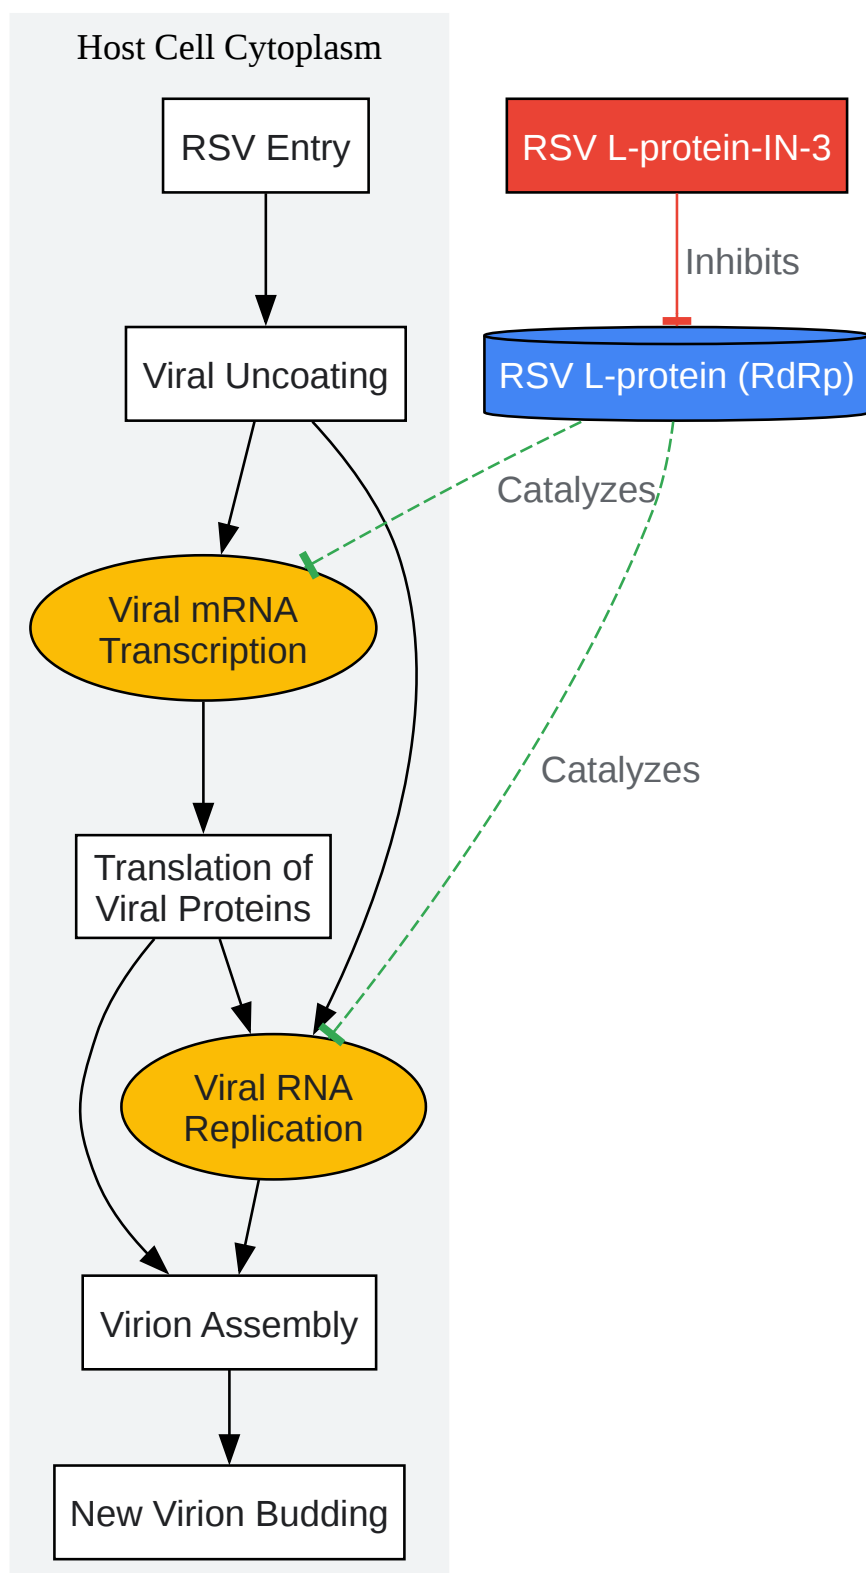 Host Cell Cytoplasm
RSV Entry
RSV L-protein-IN-3
Inhibits
Viral Uncoating
RSV L-protein (RdRp)
Catalyzes
Viral mRNA
Transcription
Catalyzes
Translation of
Viral Proteins
Viral RNA
Replication
Virion Assembly
New Virion Budding